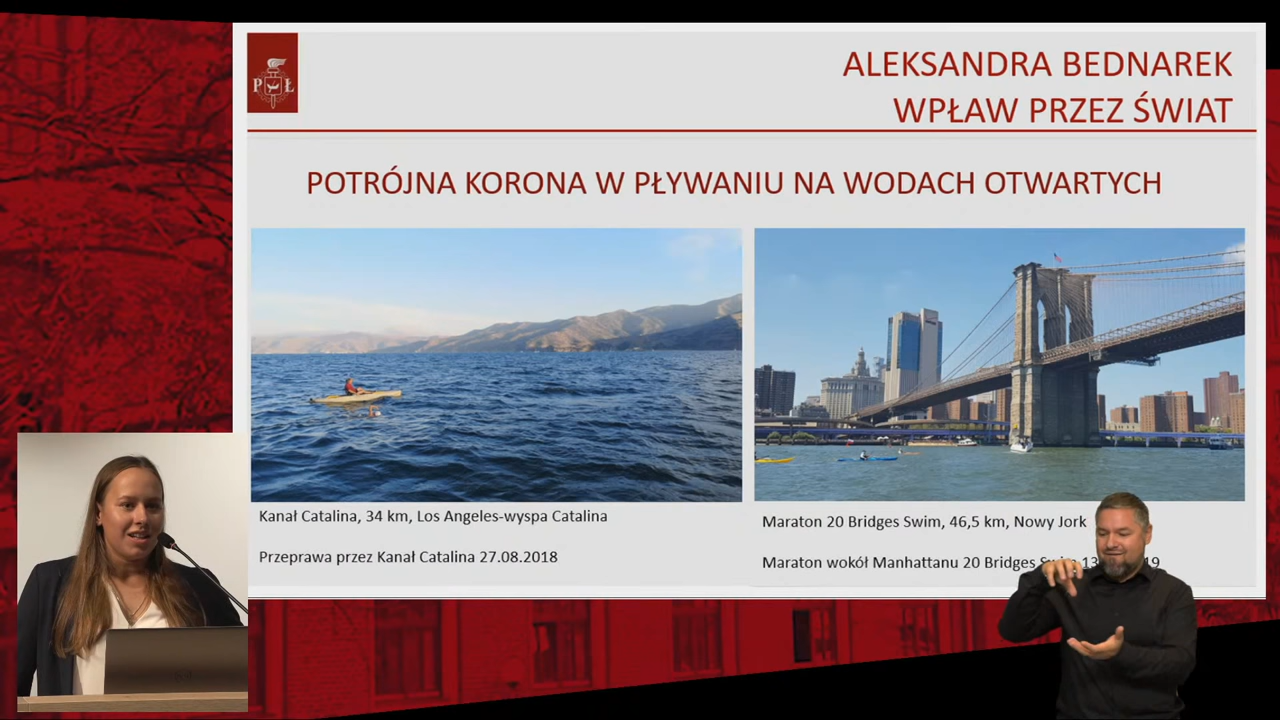 P Ł
ALEKSANDRA BEDNAREK
WPŁAW PRZEZ ŚWIAT
POTRÓJNA KORONA W PŁYWANIU NA WODACH OTWARTYCH
Kanał Catalina, 34 km, Los Angeles-wyspa Catalina
Przeprawa przez Kanał Catalina 27.08.2018
Maraton 20 Bridges Swim, 46,5 km, Nowy Jork
Maraton wokół Manhattanu 20 Bridges